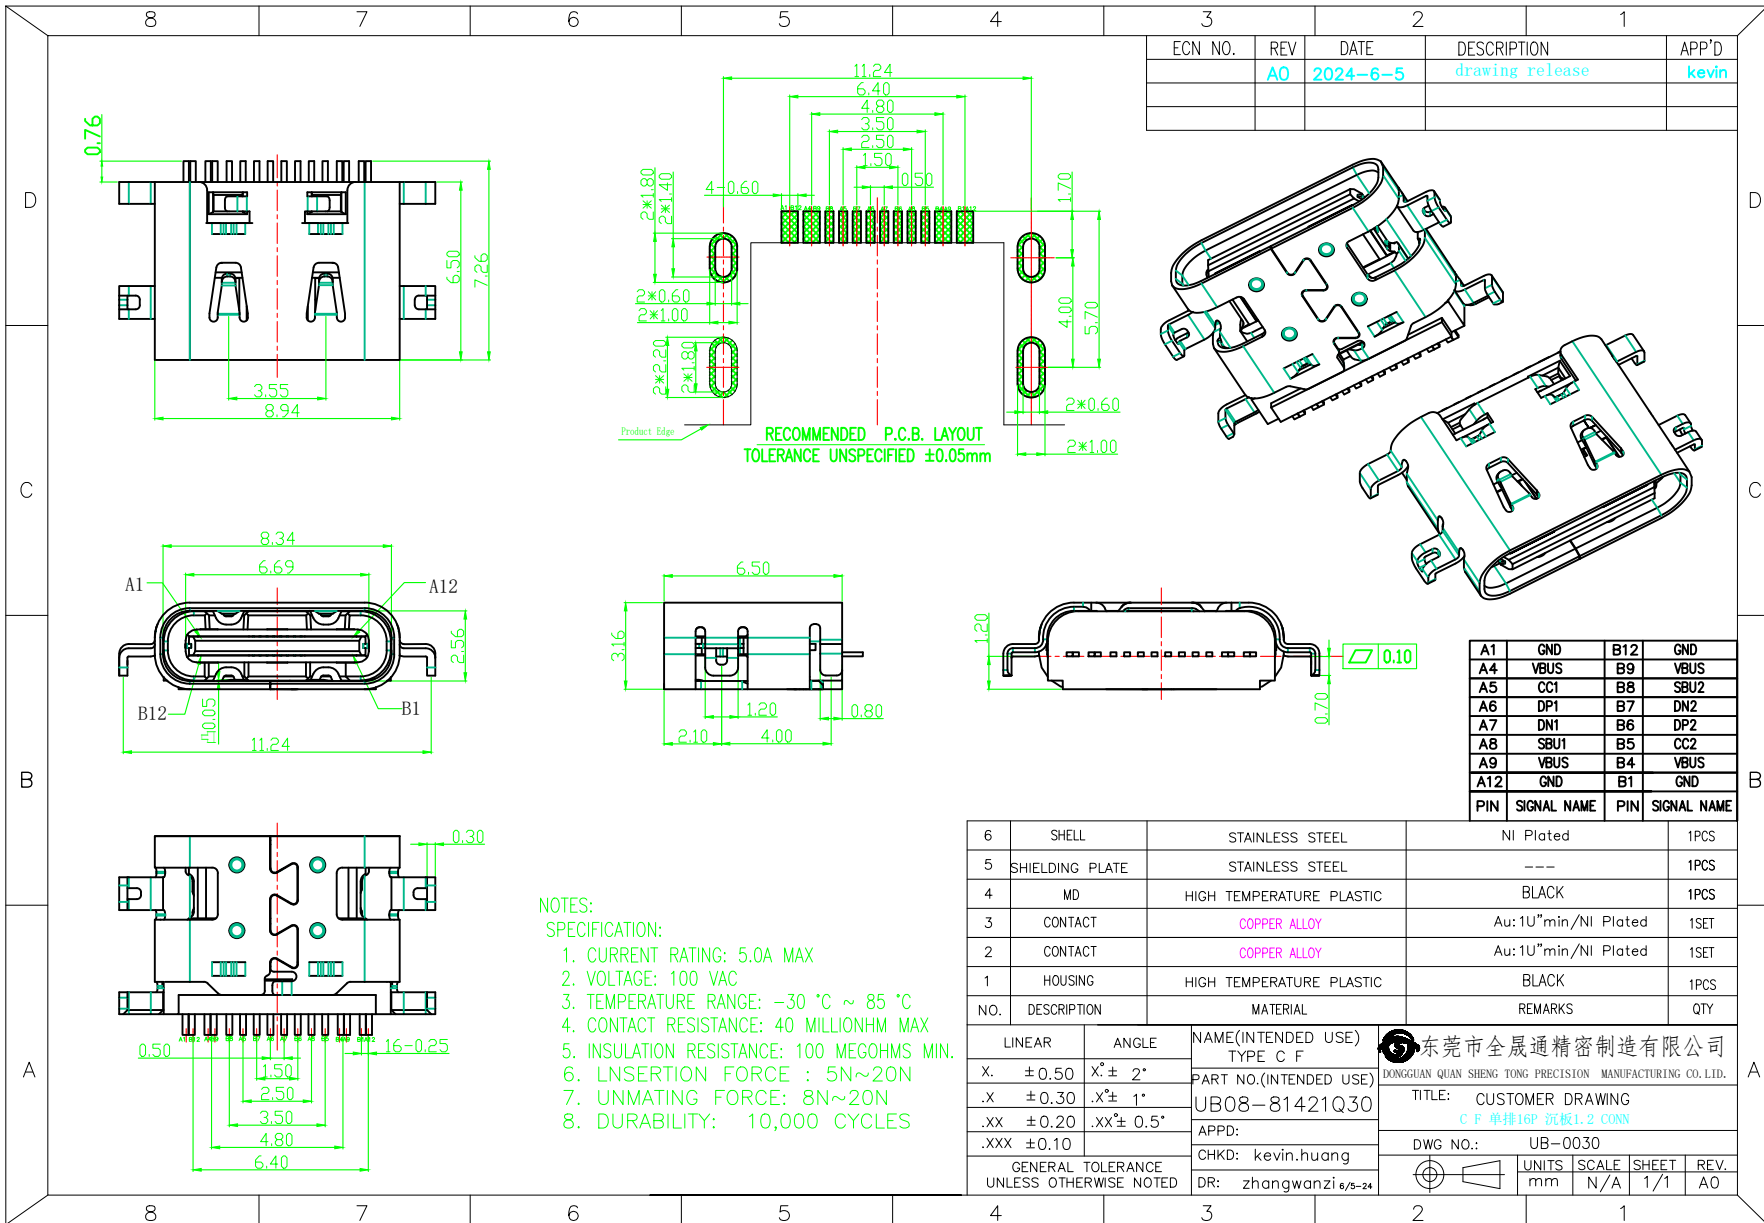 8 7 6 5 4 3 2 1
ECN NO. REV DATE DESCRIPTION APP'D
A0 2024-6-5 drawing release kevin
D D
C C
B B
A A
0.76
6.50
7.26
3.55
8.94
11.24
6.40
4.80
3.50
2.50
1.50
4-0.60 0.50
2*1.80
2*1.40
1.70
2*0.60
2*1.00
4.00
5.70
2*2.20
2*1.80
2*0.60
2*1.00
Product Edge
RECOMMENDED P.C.B. LAYOUT
TOLERANCE UNSPECIFIED ±0.05mm
8.34
6.69
A1 A12
2.56
B12 B1
0.05
11.24
6.50
3.16
1.20 0.80
2.10 4.00
1.20
0.10
0.70
A1 GND B12 GND
A4 VBUS B9 VBUS
A5 CC1 B8 SBU2
A6 DP1 B7 DN2
A7 DN1 B6 DP2
A8 SBU1 B5 CC2
A9 VBUS B4 VBUS
A12 GND B1 GND
PIN SIGNAL NAME PIN SIGNAL NAME
0.30
0.50 16-0.25
1.50
2.50
3.50
4.80
6.40
NOTES:
SPECIFICATION:
1. CURRENT RATING: 5.0A MAX
2. VOLTAGE: 100 VAC
3. TEMPERATURE RANGE: -30 °C ~ 85 °C
4. CONTACT RESISTANCE: 40 MILLIONHM MAX
5. INSULATION RESISTANCE: 100 MEGOHMS MIN.
6. LNSERTION FORCE : 5N~20N
7. UNMATING FORCE: 8N~20N
8. DURABILITY: 10,000 CYCLES
6 SHELL STAINLESS STEEL NI Plated 1PCS
5 SHIELDING PLATE STAINLESS STEEL --- 1PCS
4 MD HIGH TEMPERATURE PLASTIC BLACK 1PCS
3 CONTACT COPPER ALLOY Au:1U"min/NI Plated 1SET
2 CONTACT COPPER ALLOY Au:1U"min/NI Plated 1SET
1 HOUSING HIGH TEMPERATURE PLASTIC BLACK 1PCS
NO. DESCRIPTION MATERIAL REMARKS QTY
LINEAR ANGLE
X. ±0.50 X.°± 2°
.X ±0.30 .X°± 1°
.XX ±0.20 .XX°± 0.5°
.XXX ±0.10
GENERAL TOLERANCE
UNLESS OTHERWISE NOTED
NAME(INTENDED USE)
TYPE C F
PART NO.(INTENDED USE)
UB08-81421Q30
APPD:
CHKD: kevin.huang
DR: zhangwanzi 6/5-24
东莞市全晟通精密制造有限公司
DONGGUAN QUAN SHENG TONG PRECISION MANUFACTURING CO.LTD.
TITLE: CUSTOMER DRAWING
C F 单排16P 沉板1.2 CONN
DWG NO.: UB-0030
UNITS SCALE SHEET REV.
mm N/A 1/1 A0
8 7 6 5 4 3 2 1